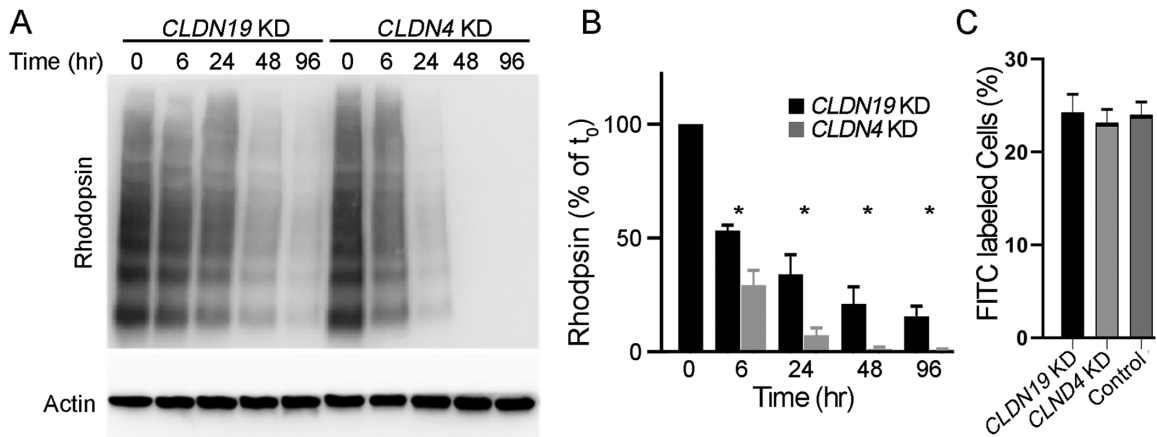 A
CLDN19 KD CLDN4 KD
Time (hr) 0 6 24 48 96 0 6 24 48 96
Rhodopsin
Actin
B
CLDN19 KD
CLDN4 KD
Rhodpsin (% of t0)
100
50
0
* * * *
0 6 24 48 96
Time (hr)
C
FITC labeled Cells (%)
30
20
10
0
CLDN19 KD
CLND4 KD
Control